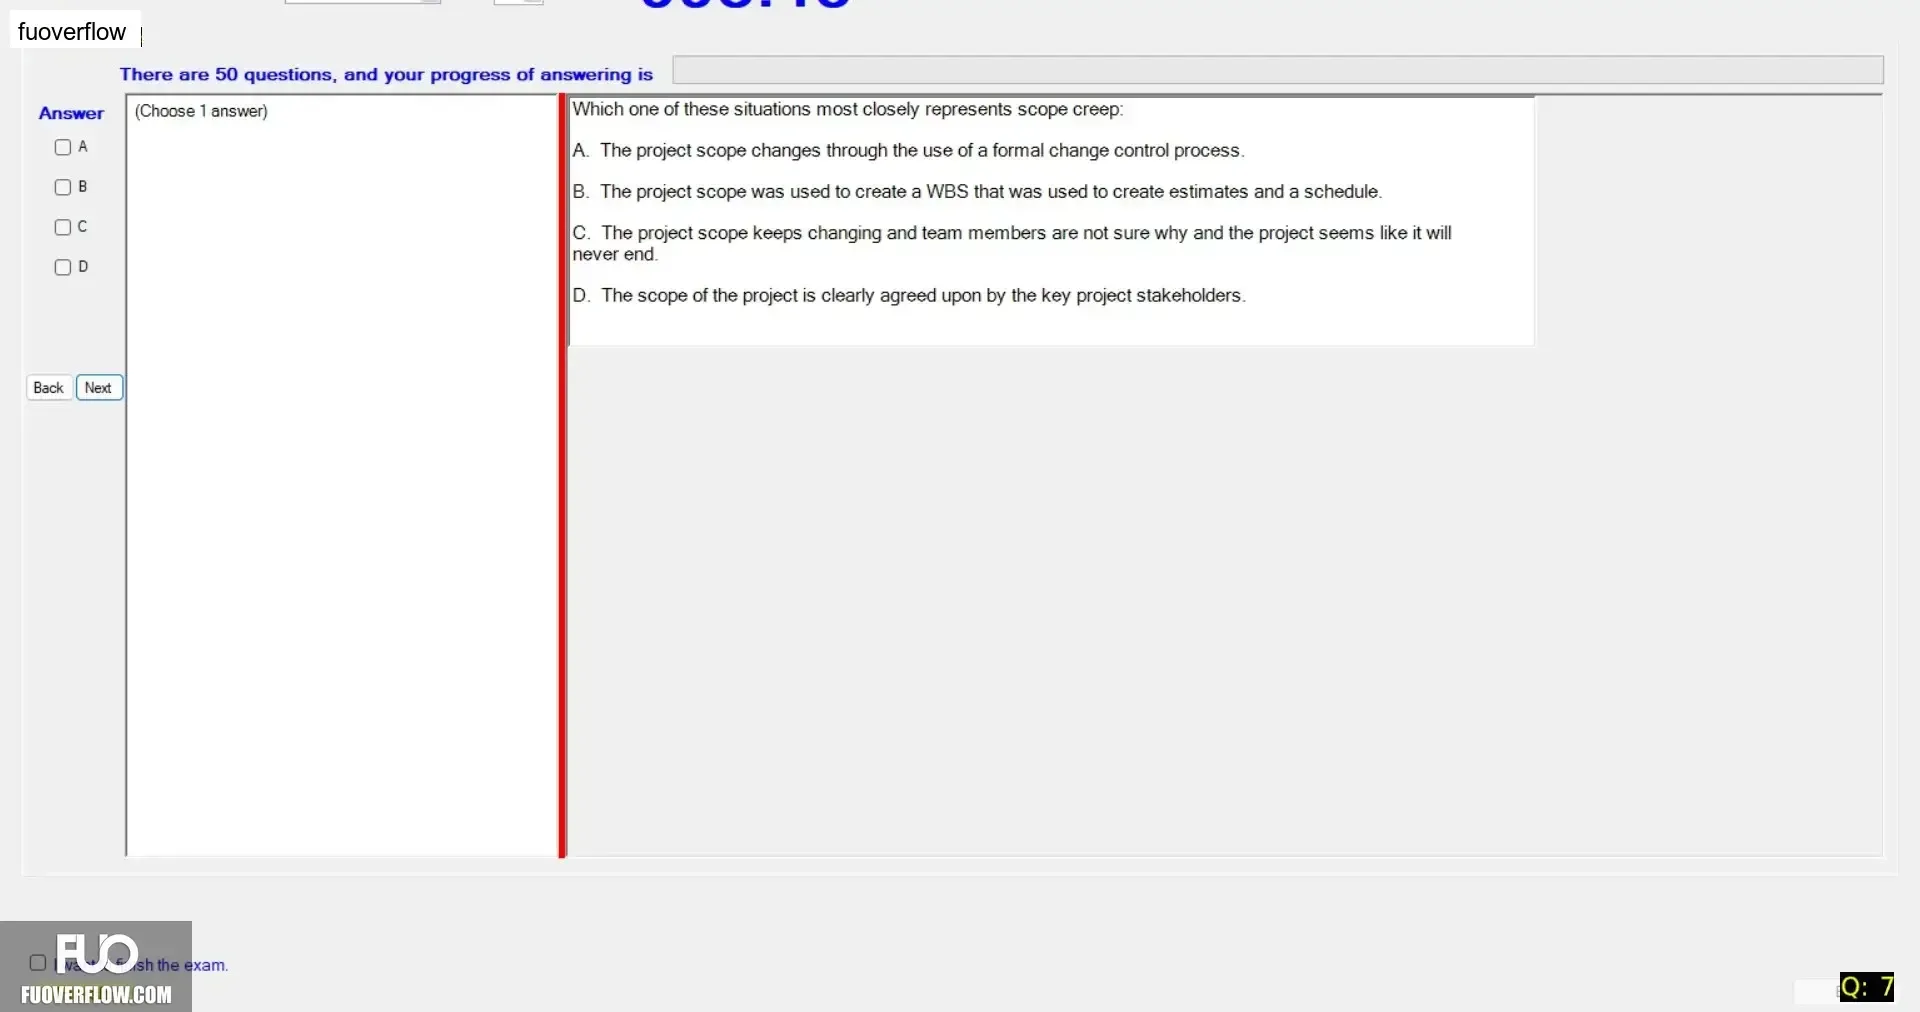 fuoverflow
There are 50 questions, and your progress of answering is
Answer
(Choose 1 answer)
A
B
C
D
Back
Next
Which one of these situations most closely represents scope creep:
A. The project scope changes through the use of a formal change control process.
B. The project scope was used to create a WBS that was used to create estimates and a schedule.
C. The project scope keeps changing and team members are not sure why and the project seems like it will
never end.
D. The scope of the project is clearly agreed upon by the key project stakeholders.
FUO
the exam.
FUOVERFLOW.COM
Q: 7